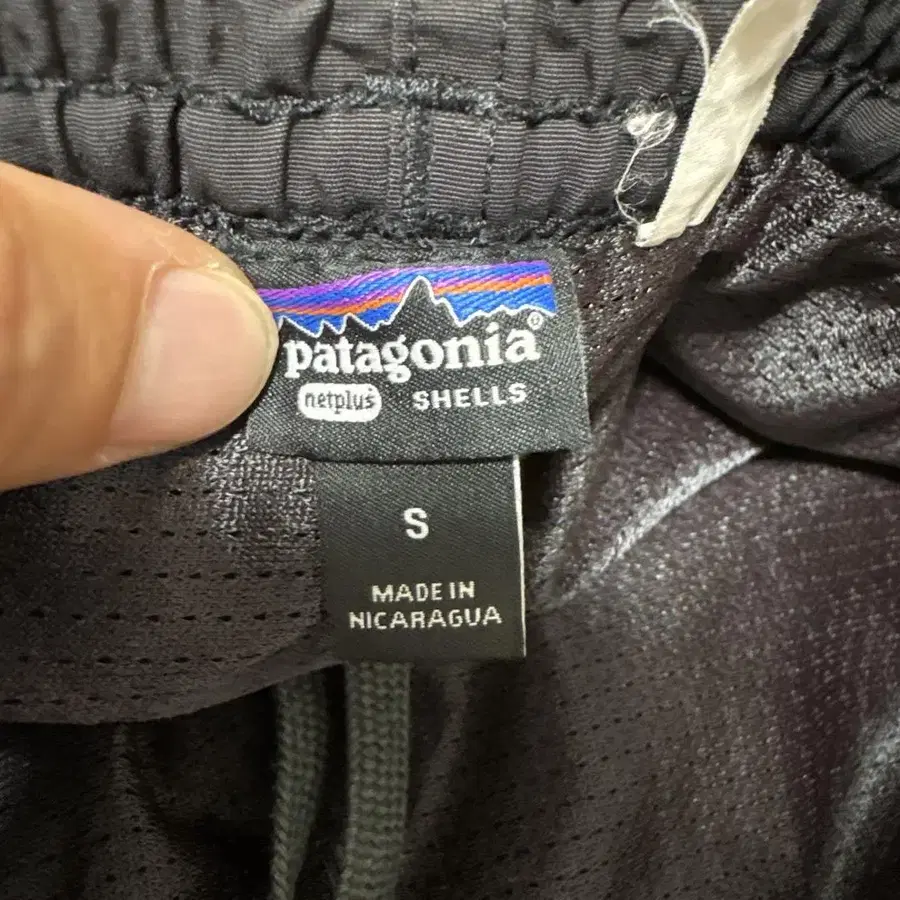 patagonia®
netplus® SHELLS
S
MADE IN
NICARAGUA